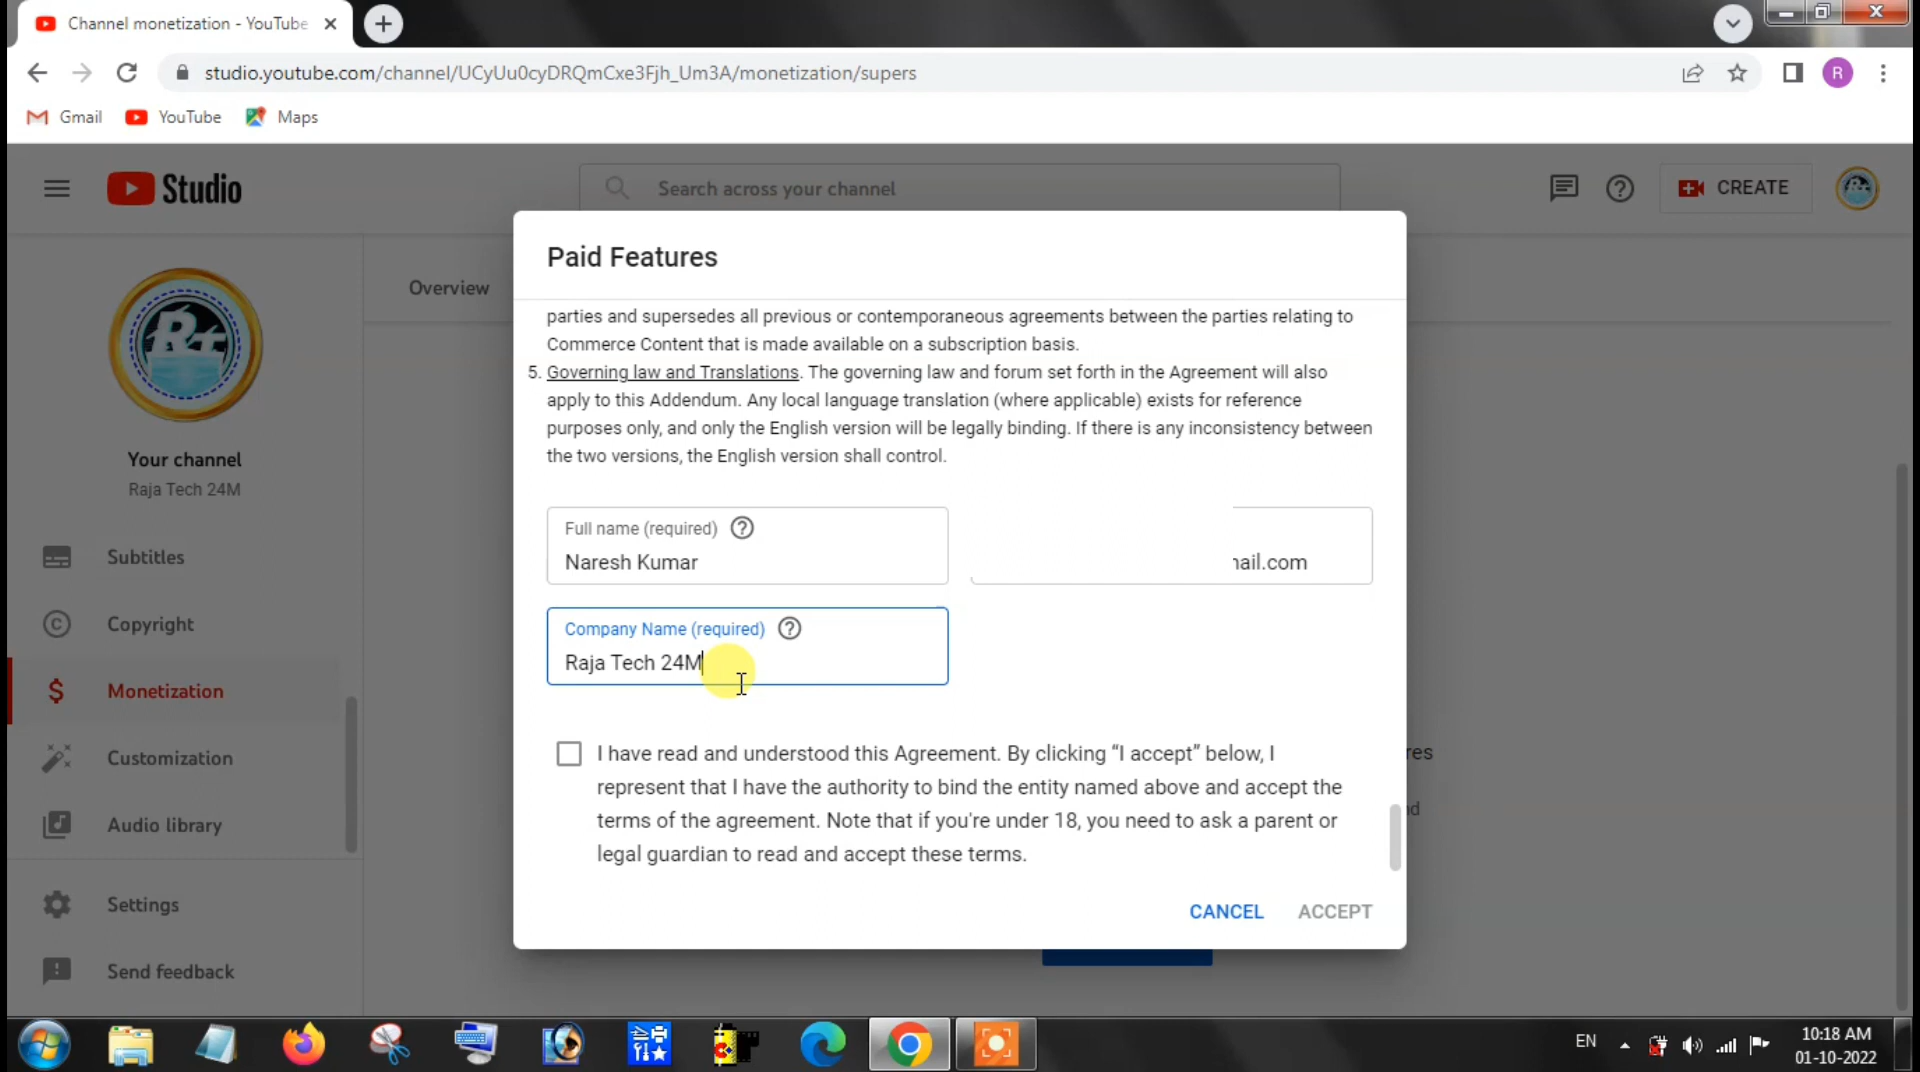 Channel monetization - YouTube
studio.youtube.com/channel/UCyUu0cyDRQmCxe3Fjh_Um3A/monetization/supers
R
Gmail
YouTube
Maps
Studio
Search across your channel
CREATE
Overview
Your channel
Raja Tech 24M
Subtitles
Copyright
Monetization
Customization
Audio library
Settings
Send feedback
Paid Features
parties and supersedes all previous or contemporaneous agreements between the parties relating to
Commerce Content that is made available on a subscription basis.
5. Governing law and Translations. The governing law and forum set forth in the Agreement will also
apply to this Addendum. Any local language translation (where applicable) exists for reference
purposes only, and only the English version will be legally binding. If there is any inconsistency between
the two versions, the English version shall control.
Full name (required)
Naresh Kumar
ail.com
Company Name (required)
Raja Tech 24M
I have read and understood this Agreement. By clicking “I accept” below, I
represent that I have the authority to bind the entity named above and accept the
terms of the agreement. Note that if you're under 18, you need to ask a parent or
legal guardian to read and accept these terms.
CANCEL
ACCEPT
EN
10:18 AM
01-10-2022